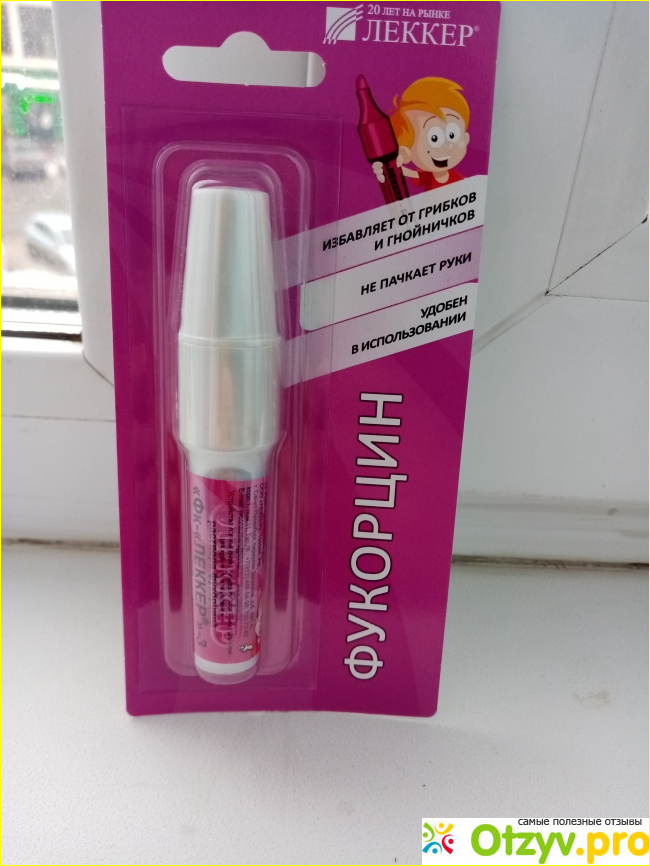 20 ЛЕТ НА РЫНКЕ
ЛЕККЕР®
ИЗБАВЛЯЕТ ОТ ГРИБКОВ
И ГНОЙНИЧКОВ
НЕ ПАЧКАЕТ РУКИ
УДОБЕН
В ИСПОЛЬЗОВАНИИ
ФУКОРЦИН
«ФК-«ЛЕККЕР®»-3
самые полезные отзывы
Otzyv.pro